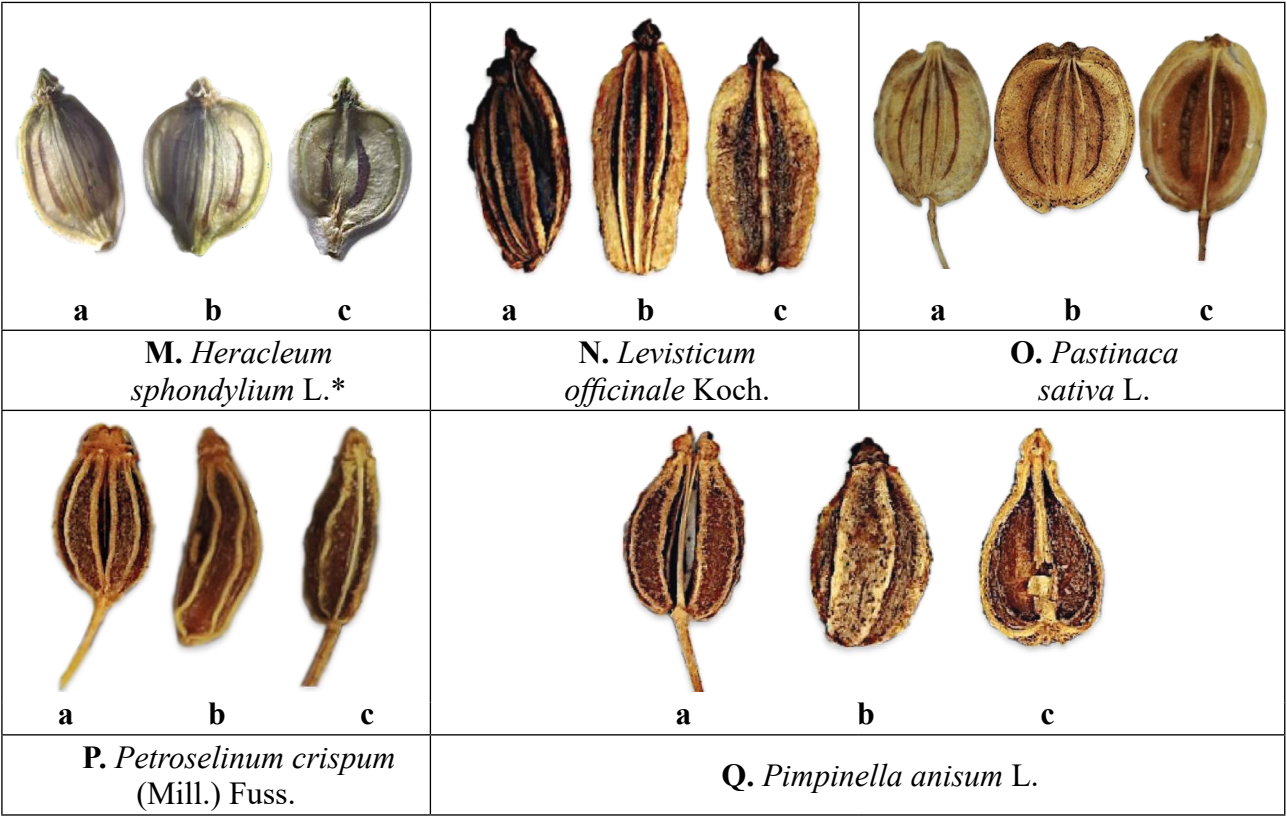 a b c
a b c
a b c
M. Heracleum
sphondylium L.*
N. Levisticum
officinale Koch.
O. Pastinaca
sativa L.
a b c
a b c
P. Petroselinum crispum
(Mill.) Fuss.
Q. Pimpinella anisum L.